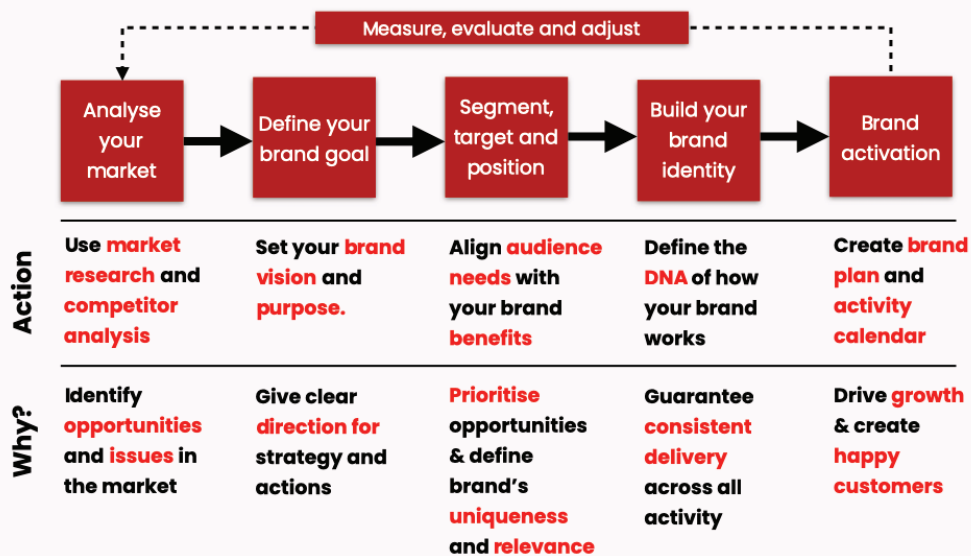 Measure, evaluate and adjust
Analyse
your
market
Define your
brand goal
Segment,
target and
position
Build your
brand
identity
Brand
activation
Action
Use market
research and
competitor
analysis
Set your brand
vision and
purpose.
Align audience
needs with
your brand
benefits
Define the
DNA of how
your brand
works
Create brand
plan and
activity
calendar
Why?
Identify
opportunities
and issues in
the market
Give clear
direction for
strategy and
actions
Prioritise
opportunities
& define
brand's
uniqueness
and relevance
Guarantee
consistent
delivery
across all
activity
Drive growth
& create
happy
customers